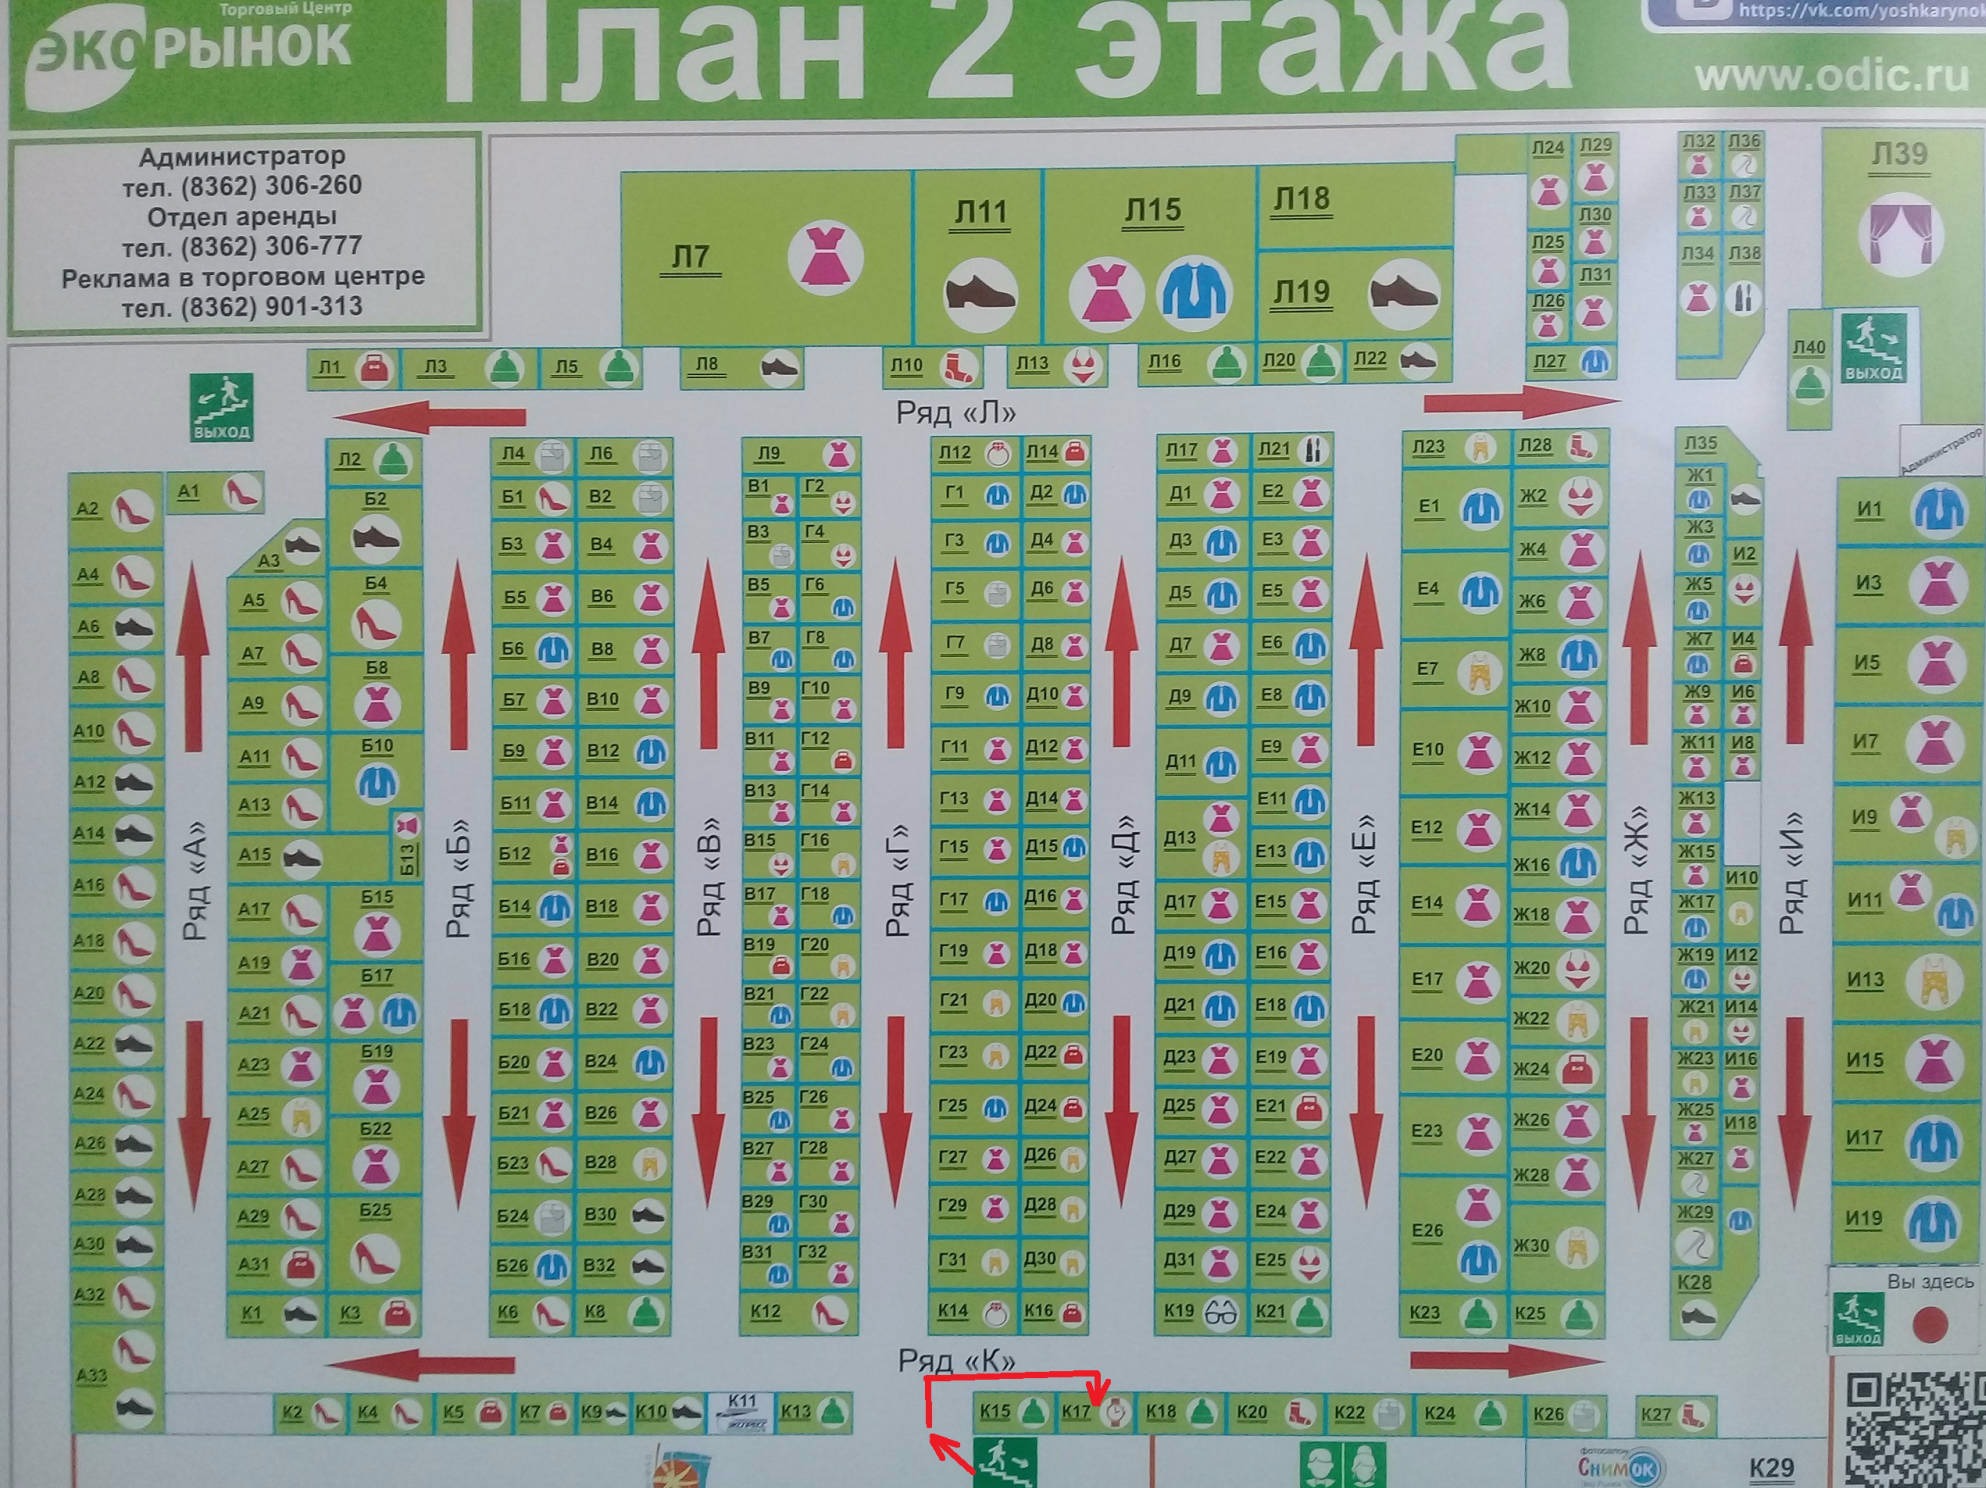 Торговый Центр
ЭКОРЫНОК
План 2 этажа
https://vk.com/yoshkarynok
www.odic.ru
Администратор
тел. (8362) 306-260
Отдел аренды
тел. (8362) 306-777
Реклама в торговом центре
тел. (8362) 901-313
Л7
Л11
Л15
Л18
Л19
Л24 Л29
Л30
Л25
Л31
Л26
Л27
Л32 Л36
Л33 Л37
Л34 Л38
Л39
Л40
ВЫХОД
Л1 Л3 Л5 Л8 Л10 Л13 Л16 Л20 Л22
ВЫХОД
Ряд «Л»
Администратор
Л2
Л4 Л6
Л9
Л12 Л14
Л17 Л21
Л23 Л28
Л35
А1
А2
А4
А6
А8
А10
А12
А14
А16
А18
А20
А22
А24
А26
А28
А30
А32
А33
Ряд «А»
А3
А5
А7
А9
А11
А13
А15
А17
А19
А21
А23
А25
А27
А29
А31
К1
Б2
Б4
Б8
Б10
Б13
Б15
Б17
Б19
Б22
Б25
К3
Ряд «Б»
Б1 В2
Б3 В4
Б5 В6
Б6 В8
Б7 В10
Б9 В12
Б11 В14
Б12 В16
Б14 В18
Б16 В20
Б18 В22
Б20 В24
Б21 В26
Б23 В28
Б24 В30
Б26 В32
К6 К8
Ряд «В»
В1 Г2
В3 Г4
В5 Г6
В7 Г8
В9 Г10
В11 Г12
В13 Г14
В15 Г16
В17 Г18
В19 Г20
В21 Г22
В23 Г24
В25 Г26
В27 Г28
В29 Г30
В31 Г32
К12
Ряд «Г»
Г1 Д2
Г3 Д4
Г5 Д6
Г7 Д8
Г9 Д10
Г11 Д12
Г13 Д14
Г15 Д15
Г17 Д16
Г19 Д18
Г21 Д20
Г23 Д22
Г25 Д24
Г27 Д26
Г29 Д28
Г31 Д30
К14 К16
Ряд «Д»
Д1 Е2
Д3 Е3
Д5 Е5
Д7 Е6
Д9 Е8
Д11 Е9
Е11
Д13 Е13
Д17 Е15
Д19 Е16
Д21 Е18
Д23 Е19
Д25 Е21
Д27 Е22
Д29 Е24
Д31 Е25
К19 К21
Ряд «Е»
Е1
Е4
Е7
Е10
Е12
Е14
Е17
Е20
Е23
Е26
К23
Ж2
Ж4
Ж6
Ж8
Ж10
Ж12
Ж14
Ж16
Ж18
Ж20
Ж22
Ж24
Ж26
Ж28
Ж30
К25
Ряд «Ж»
Ж1
Ж3
Ж5
Ж7
Ж9
Ж11
Ж13
Ж15
Ж17
Ж19
Ж21
Ж23
Ж25
Ж27
Ж29
К28
И2
И4
И6
И8
И10
И12
И14
И16
И18
Ряд «И»
И1
И3
И5
И7
И9
И11
И13
И15
И17
И19
Вы здесь
ВЫХОД
Ряд «К»
К2 К4 К5 К7 К9 К10 К11 К13 К15 К17 К18 К20 К22 К24 К26 К27
ЭКСПРЕСС
фотосалон
СНИМОК
К29